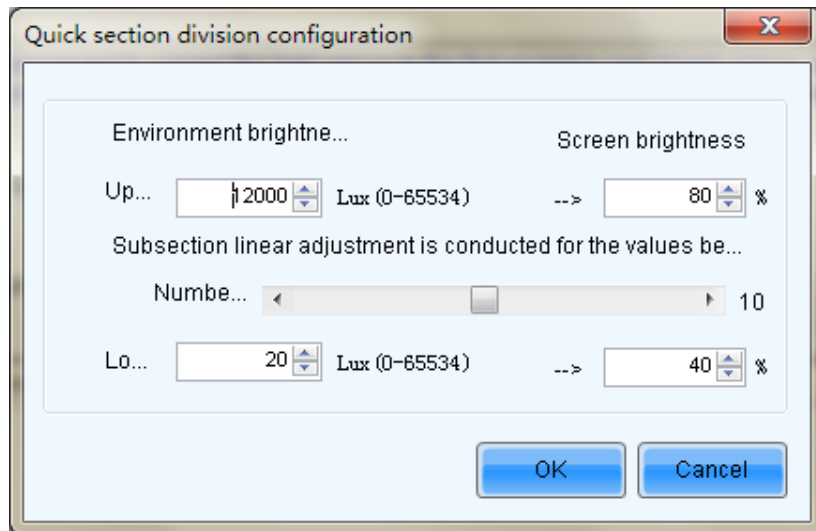 Quick section division configuration
Environment brightne... Screen brightness
Up... 12000 Lux (0-65534) --> 80 %
Subsection linear adjustment is conducted for the values be...
Numbe... 10
Lo... 20 Lux (0-65534) --> 40 %
OK Cancel